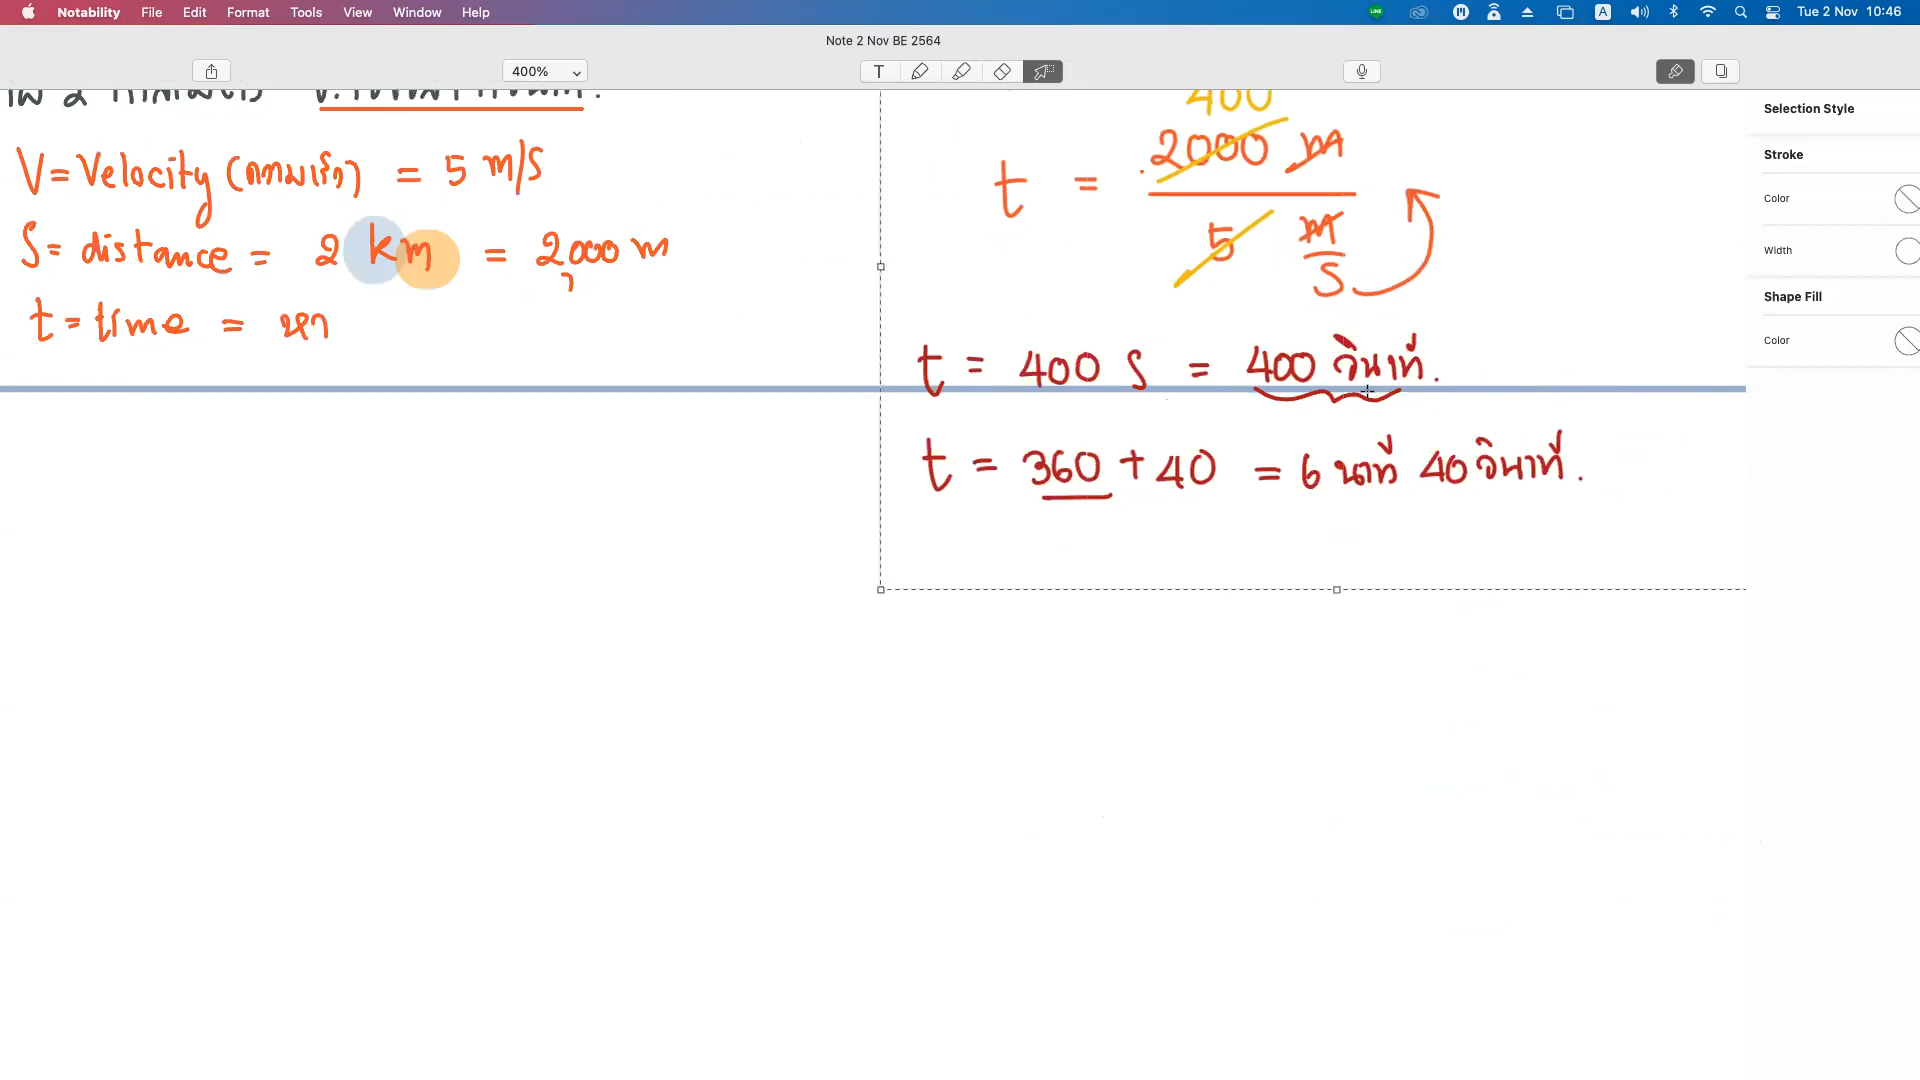 Notability File Edit Format Tools View Window Help
Tue 2 Nov 10:46
Note 2 Nov BE 2564
400%
T
Selection Style
Stroke
Color
Width
Shape Fill
Color
V = Velocity (ความเร็ว) = 5 m/s
S = distance = 2 km = 2000 m
t = time = หา
400
t = 2000 m
5 m/s
t = 400 s = 400 วินาที.
t = 360 + 40 = 6 นาที 40 วินาที.